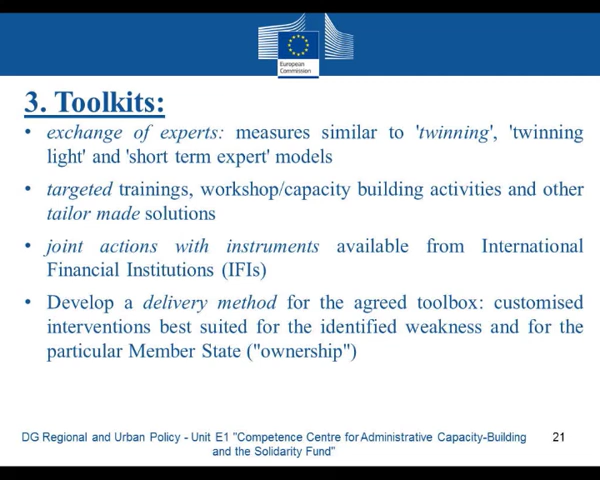 European
Commission
3. Toolkits:
• exchange of experts: measures similar to 'twinning', 'twinning
light' and 'short term expert' models
• targeted trainings, workshop/capacity building activities and other
tailor made solutions
• joint actions with instruments available from International
Financial Institutions (IFIs)
• Develop a delivery method for the agreed toolbox: customised
interventions best suited for the identified weakness and for the
particular Member State ("ownership")
DG Regional and Urban Policy - Unit E1 "Competence Centre for Administrative Capacity-Building
and the Solidarity Fund"
21